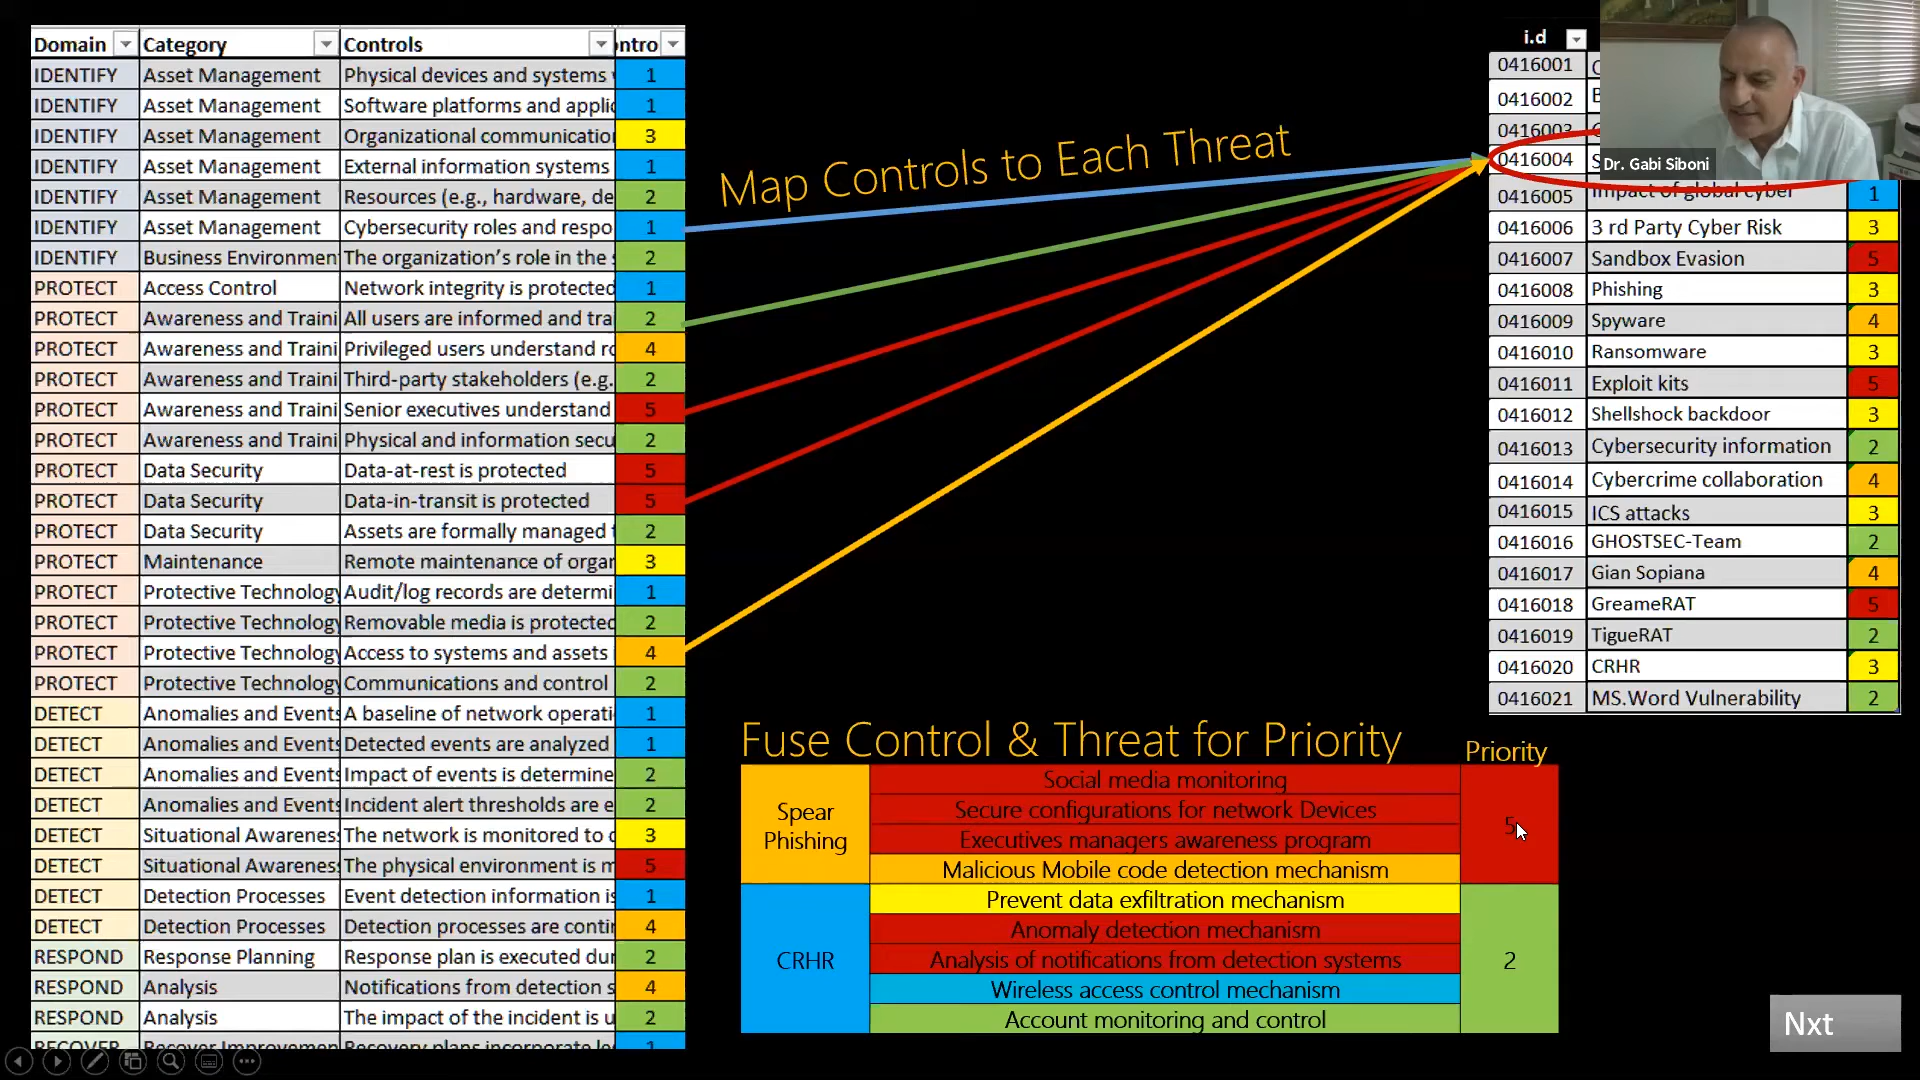 Domain Category Controls ntro
IDENTIFY Asset Management Physical devices and systems 1
IDENTIFY Asset Management Software platforms and applic 1
IDENTIFY Asset Management Organizational communicatio 3
IDENTIFY Asset Management External information systems 1
IDENTIFY Asset Management Resources (e.g., hardware, de 2
IDENTIFY Asset Management Cybersecurity roles and respo 1
IDENTIFY Business Environmen The organization's role in the 2
PROTECT Access Control Network integrity is protected 1
PROTECT Awareness and Traini All users are informed and tra 2
PROTECT Awareness and Traini Privileged users understand ro 4
PROTECT Awareness and Traini Third-party stakeholders (e.g. 2
PROTECT Awareness and Traini Senior executives understand 5
PROTECT Awareness and Traini Physical and information secu 2
PROTECT Data Security Data-at-rest is protected 5
PROTECT Data Security Data-in-transit is protected 5
PROTECT Data Security Assets are formally managed 2
PROTECT Maintenance Remote maintenance of organ 3
PROTECT Protective Technology Audit/log records are determi 1
PROTECT Protective Technology Removable media is protected 2
PROTECT Protective Technology Access to systems and assets 4
PROTECT Protective Technology Communications and control 2
DETECT Anomalies and Events A baseline of network operati 1
DETECT Anomalies and Events Detected events are analyzed 1
DETECT Anomalies and Events Impact of events is determine 2
DETECT Anomalies and Events Incident alert thresholds are e 2
DETECT Situational Awarenes The network is monitored to 3
DETECT Situational Awarenes The physical environment is m 5
DETECT Detection Processes Event detection information is 1
DETECT Detection Processes Detection processes are conti 4
RESPOND Response Planning Response plan is executed du 2
RESPOND Analysis Notifications from detection s 4
RESPOND Analysis The impact of the incident is u 2
RECOVER Recover Improvemen Recovery plans incorporate le 1
Map Controls to Each Threat
i.d
0416001
0416002
0416003
0416004
Dr. Gabi Siboni
0416005 Impact of global cyber 1
0416006 3 rd Party Cyber Risk 3
0416007 Sandbox Evasion 5
0416008 Phishing 3
0416009 Spyware 4
0416010 Ransomware 3
0416011 Exploit kits 5
0416012 Shellshock backdoor 3
0416013 Cybersecurity information 2
0416014 Cybercrime collaboration 4
0416015 ICS attacks 3
0416016 GHOSTSEC-Team 2
0416017 Gian Sopiana 4
0416018 GreameRAT 5
0416019 TigueRAT 2
0416020 CRHR 3
0416021 MS.Word Vulnerability 2
Fuse Control & Threat for Priority
Priority
Spear Phishing
Social media monitoring
Secure configurations for network Devices
Executives managers awareness program
Malicious Mobile code detection mechanism
5
CRHR
Prevent data exfiltration mechanism
Anomaly detection mechanism
Analysis of notifications from detection systems
Wireless access control mechanism
Account monitoring and control
2
Nxt